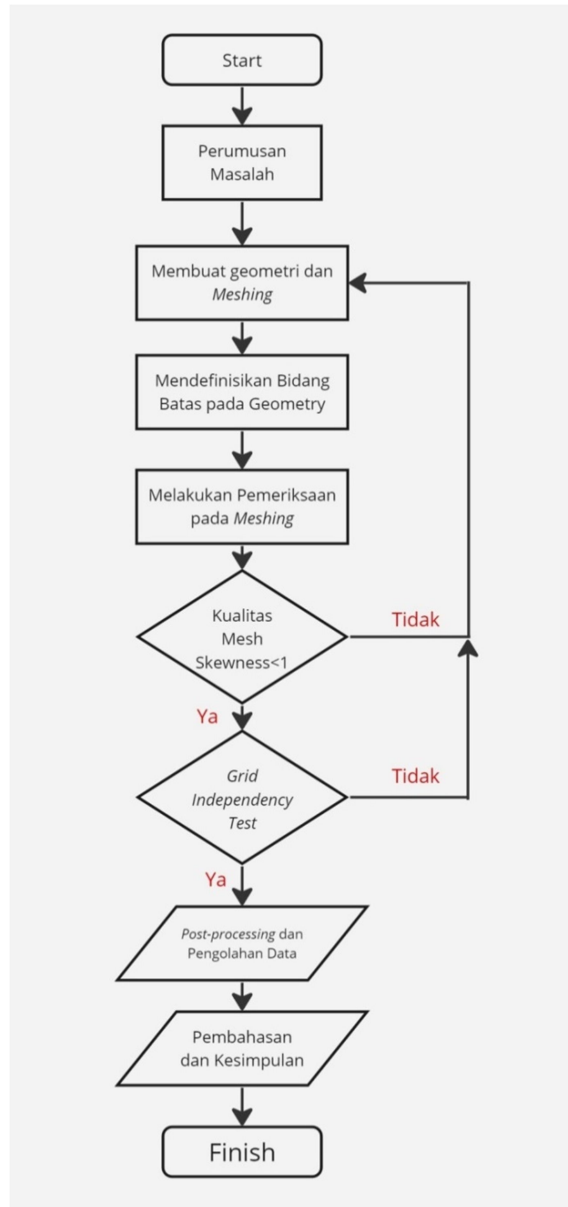 Start
Perumusan
Masalah
Membuat geometri dan
Meshing
Mendefinisikan Bidang
Batas pada Geometry
Melakukan Pemeriksaan
pada Meshing
Kualitas
Mesh
Skewness<1
Tidak
Ya
Grid
Independency
Test
Tidak
Ya
Post-processing dan
Pengolahan Data
Pembahasan
dan Kesimpulan
Finish